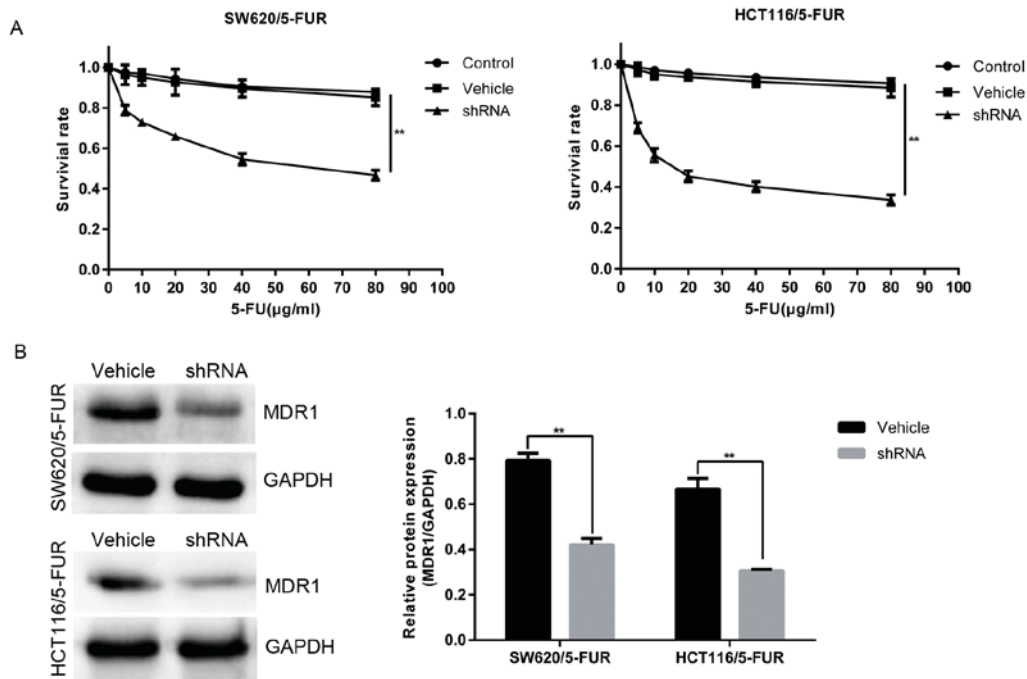 A
SW620/5-FUR
Survivial rate
1.0
0.8
0.6
0.4
0.2
0.0
0 10 20 30 40 50 60 70 80 90 100
5-FU(μg/ml)
Control
Vehicle
shRNA
**
HCT116/5-FUR
Survivial rate
1.0
0.8
0.6
0.4
0.2
0.0
0 10 20 30 40 50 60 70 80 90 100
5-FU(μg/ml)
Control
Vehicle
shRNA
**
B
SW620/5-FUR
Vehicle shRNA
MDR1
GAPDH
HCT116/5-FUR
Vehicle shRNA
MDR1
GAPDH
Relative protein expression
(MDR1/GAPDH)
1.0
0.8
0.6
0.4
0.2
0.0
**
**
SW620/5-FUR HCT116/5-FUR
Vehicle
shRNA